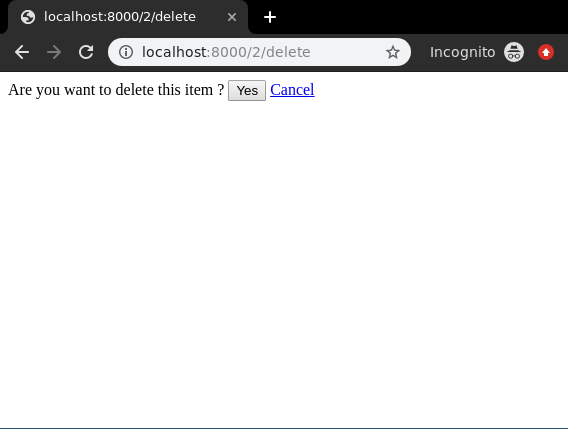 localhost:8000/2/delete
localhost:8000/2/delete Incognito
Are you want to delete this item ? Yes Cancel